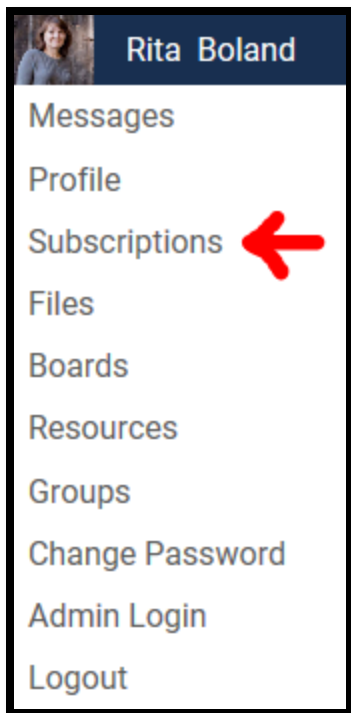 Rita Boland
Messages
Profile
Subscriptions
Files
Boards
Resources
Groups
Change Password
Admin Login
Logout